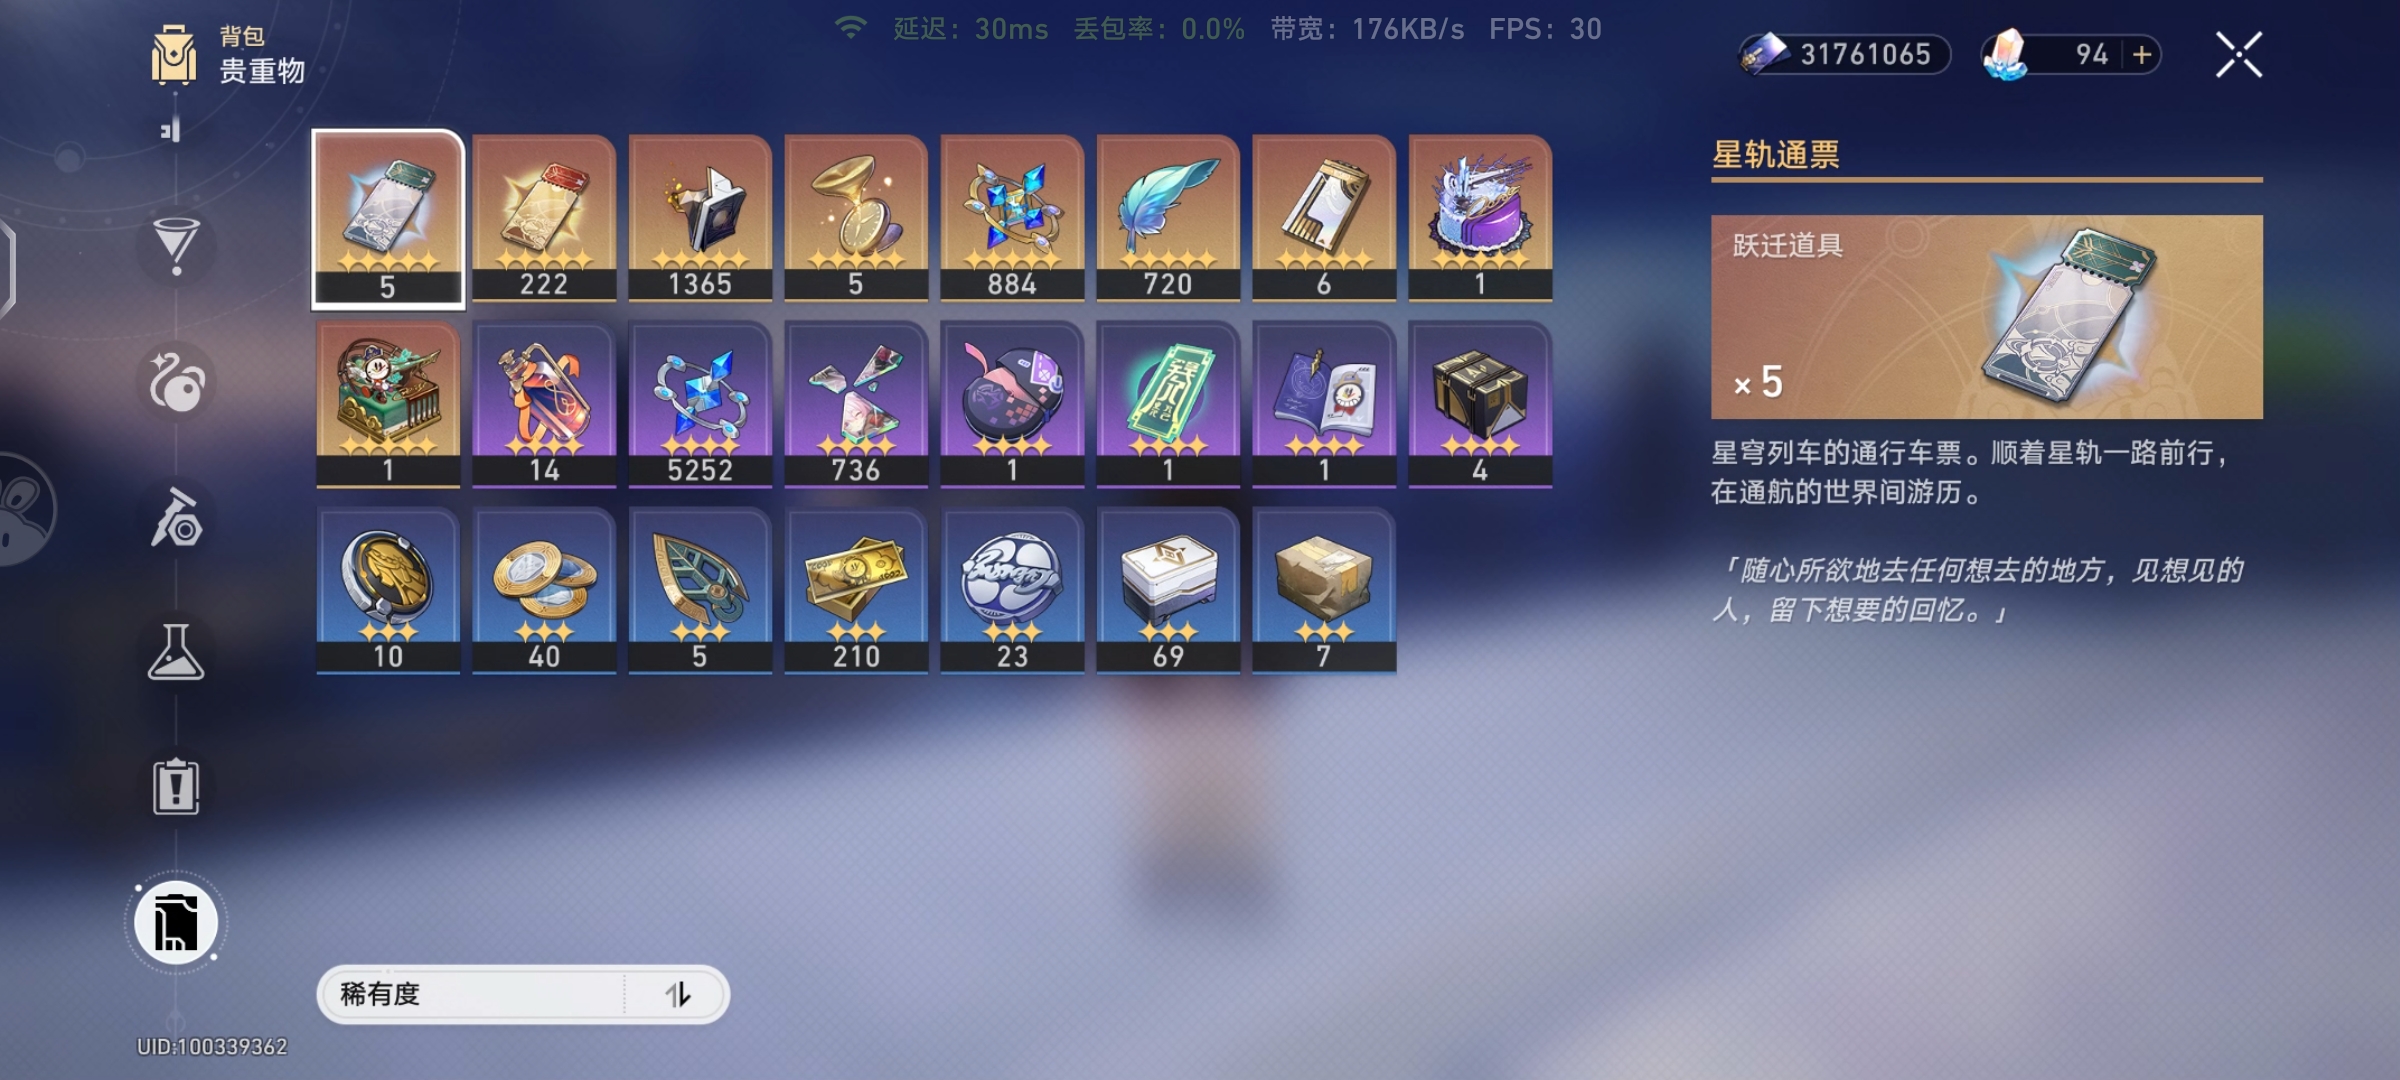 延迟：30ms 丢包率：0.0% 带宽：176KB/s FPS：30
背包
贵重物
31761065
94
5
222
1365
5
884
720
6
1
1
14
5252
736
1
1
1
4
10
40
5
210
23
69
7
星轨通票
跃迁道具
×5
星穹列车的通行车票。顺着星轨一路前行，
在通航的世界间游历。
「随心所欲地去任何想去的地方，见想见的
人，留下想要的回忆。」
稀有度
UID:100339362